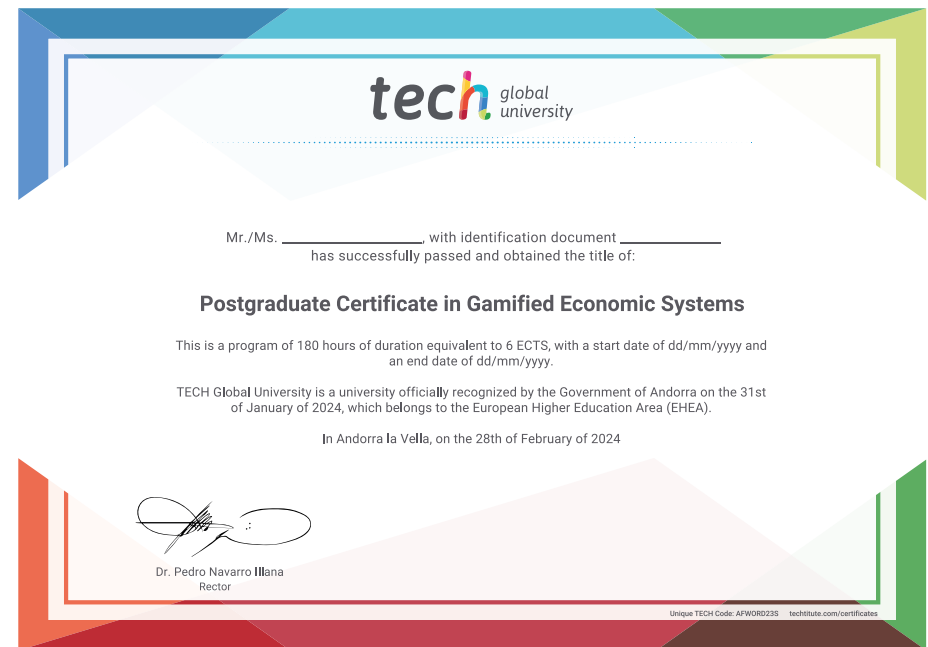 tech global
university
Mr./Ms. ________________, with identification document ____________
has successfully passed and obtained the title of:
Postgraduate Certificate in Gamified Economic Systems
This is a program of 180 hours of duration equivalent to 6 ECTS, with a start date of dd/mm/yyyy and
an end date of dd/mm/yyyy.
TECH Global University is a university officially recognized by the Government of Andorra on the 31st
of January of 2024, which belongs to the European Higher Education Area (EHEA).
In Andorra la Vella, on the 28th of February of 2024
Dr. Pedro Navarro Illana
Rector
Unique TECH Code: AFWORD23S techtitute.com/certificates